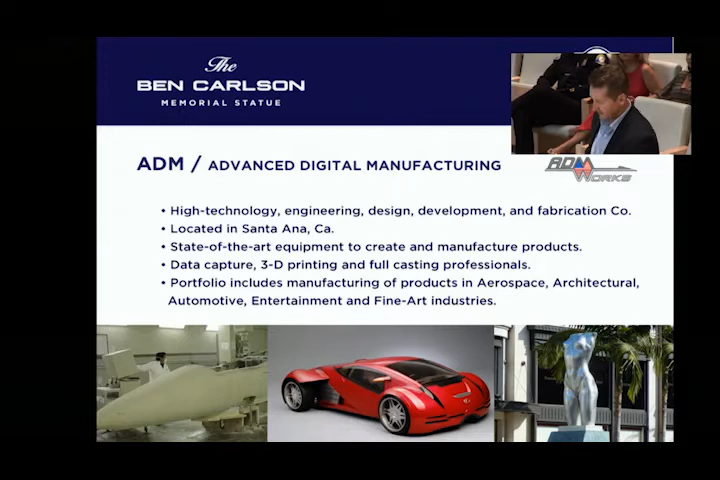 The
BEN CARLSON
MEMORIAL STATUE
ADM / ADVANCED DIGITAL MANUFACTURING
ADM
WORKS
• High-technology, engineering, design, development, and fabrication Co.
• Located in Santa Ana, Ca.
• State-of-the-art equipment to create and manufacture products.
• Data capture, 3-D printing and full casting professionals.
• Portfolio includes manufacturing of products in Aerospace, Architectural,
Automotive, Entertainment and Fine-Art industries.